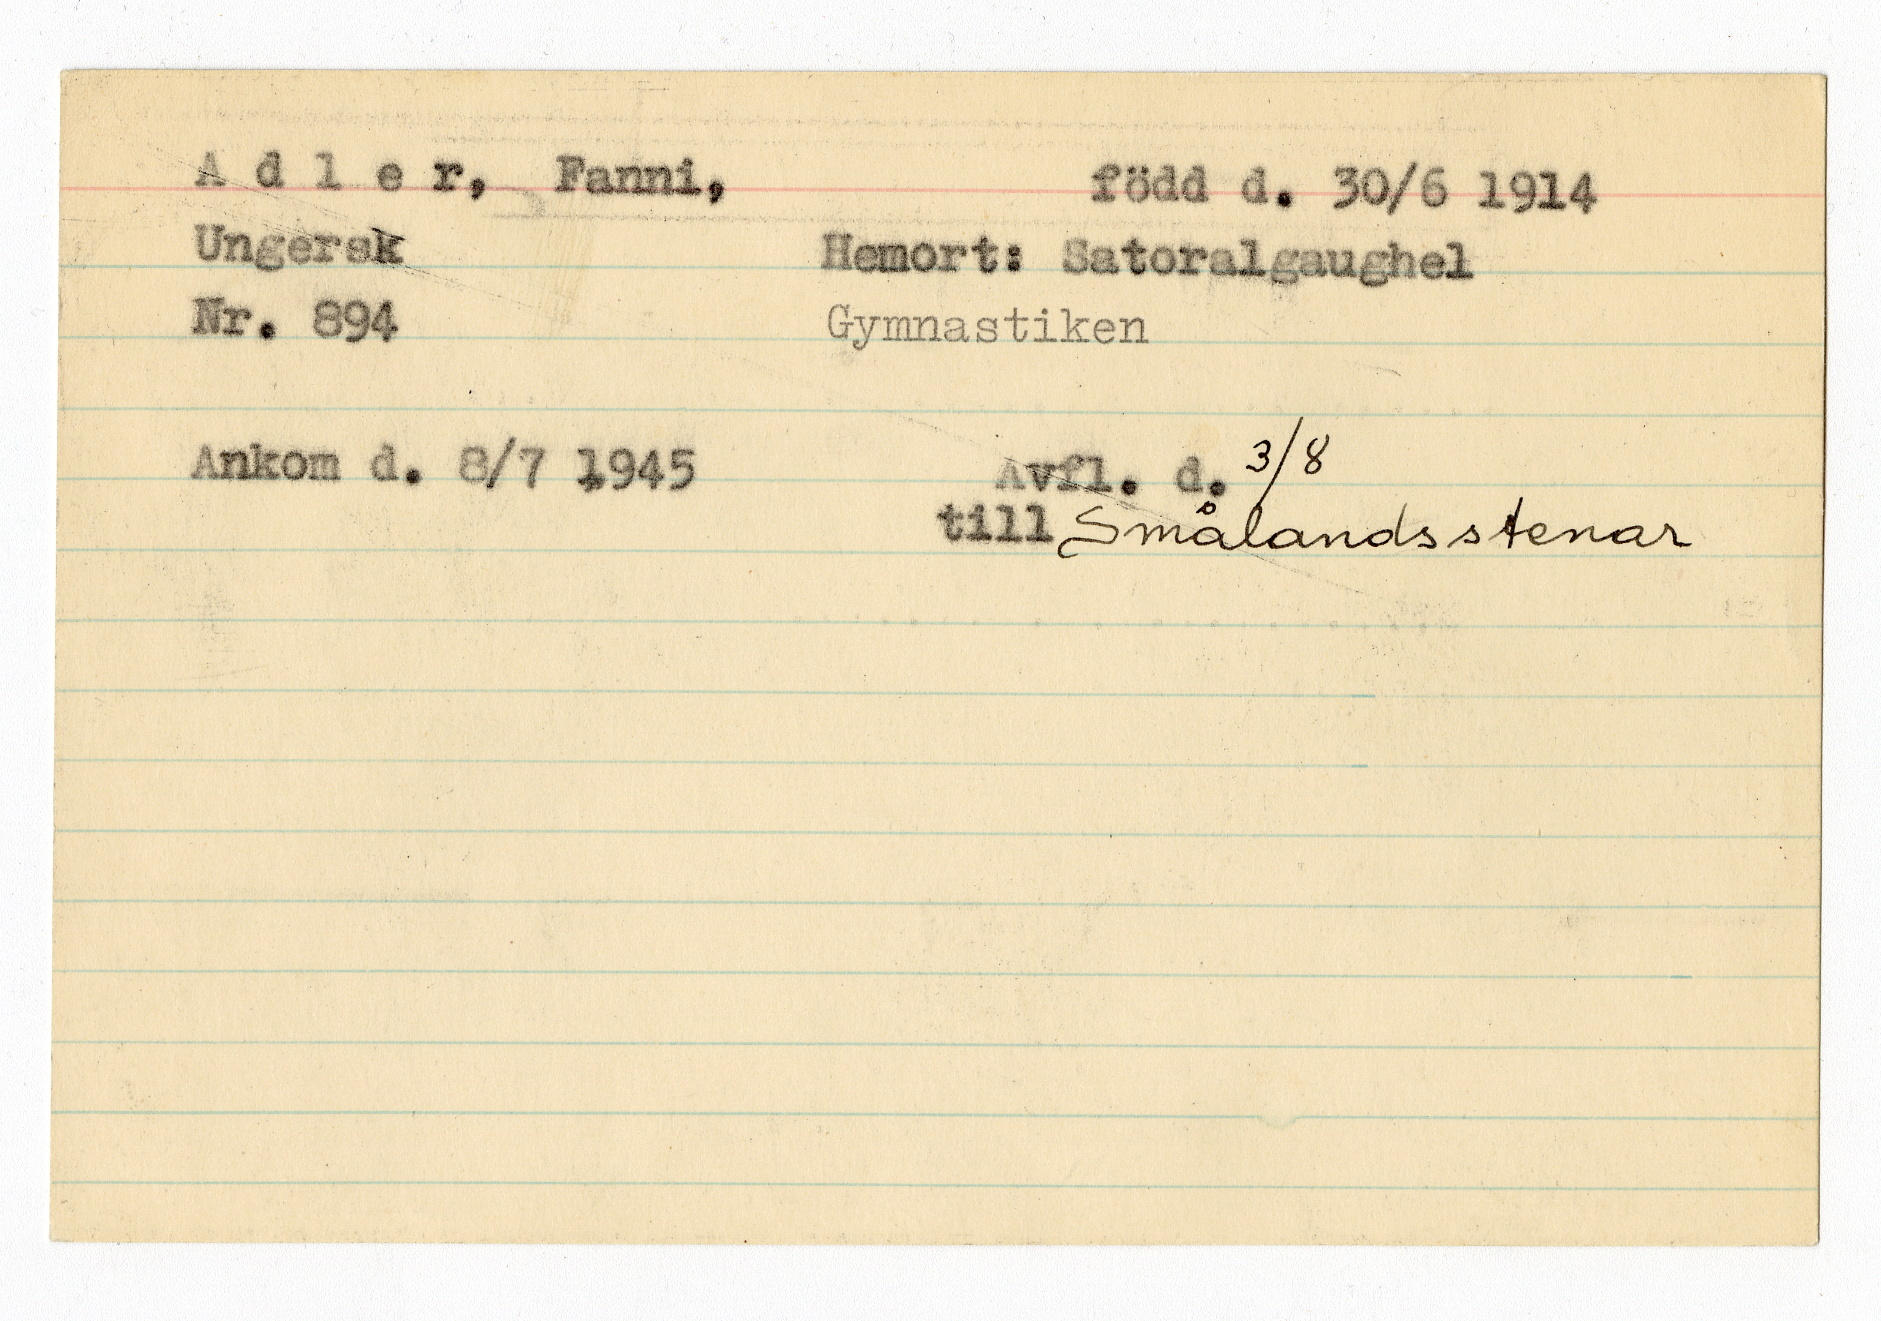 A d l e r, Fanni, född d. 30/6 1914
Ungersk Hemort: Satoralgaughel
Nr. 894 Gymnastiken
Ankom d. 8/7 1945 Avfl. d. 3/8
till Smålandsstenar